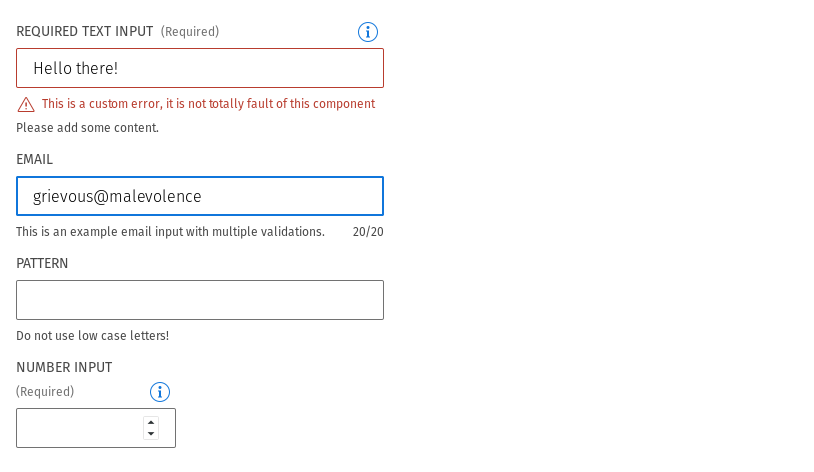 REQUIRED TEXT INPUT (Required)
Hello there!
This is a custom error, it is not totally fault of this component
Please add some content.
EMAIL
grievous@malevolence
This is an example email input with multiple validations. 20/20
PATTERN
Do not use low case letters!
NUMBER INPUT
(Required)